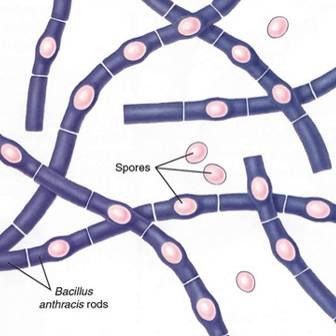 Spores
Bacillus
anthracis rods